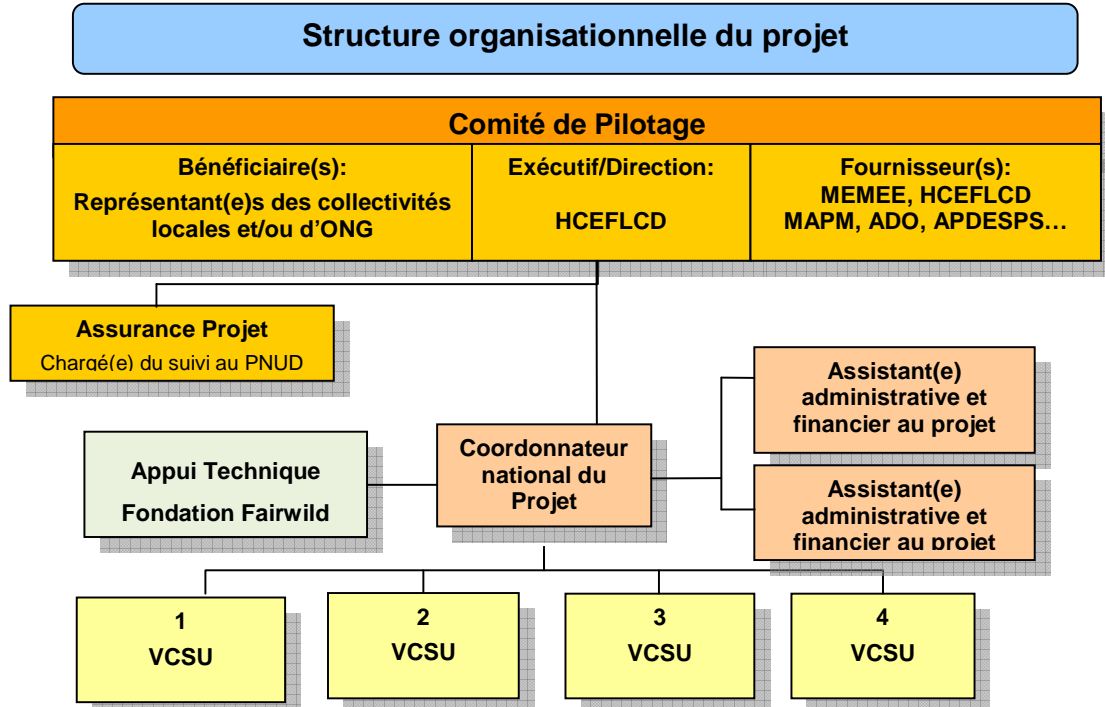 Structure organisationnelle du projet
Comité de Pilotage
Bénéficiaire(s):
Représentant(e)s des collectivités
locales et/ou d’ONG
Exécutif/Direction:
HCEFLCD
Fournisseur(s):
MEMEE, HCEFLCD
MAPM, ADO, APDESPS…
Assurance Projet
Chargé(e) du suivi au PNUD
Appui Technique
Fondation Fairwild
Coordonnateur
national du
Projet
Assistant(e)
administrative et
financier au projet
Assistant(e)
administrative et
financier au projet
1
VCSU
2
VCSU
3
VCSU
4
VCSU